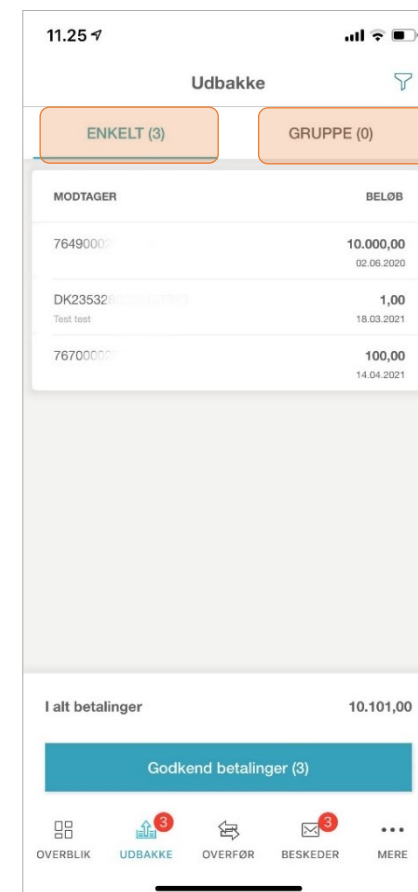 11.25
Udbakke
ENKELT (3) GRUPPE (0)
MODTAGER BELØB
7649000 10.000,00
02.06.2020
DK23532 1,00
Test test 18.03.2021
7670000 100,00
14.04.2021
I alt betalinger 10.101,00
Godkend betalinger (3)
3 3
OVERBLIK UDBAKKE OVERFØR BESKEDER MERE